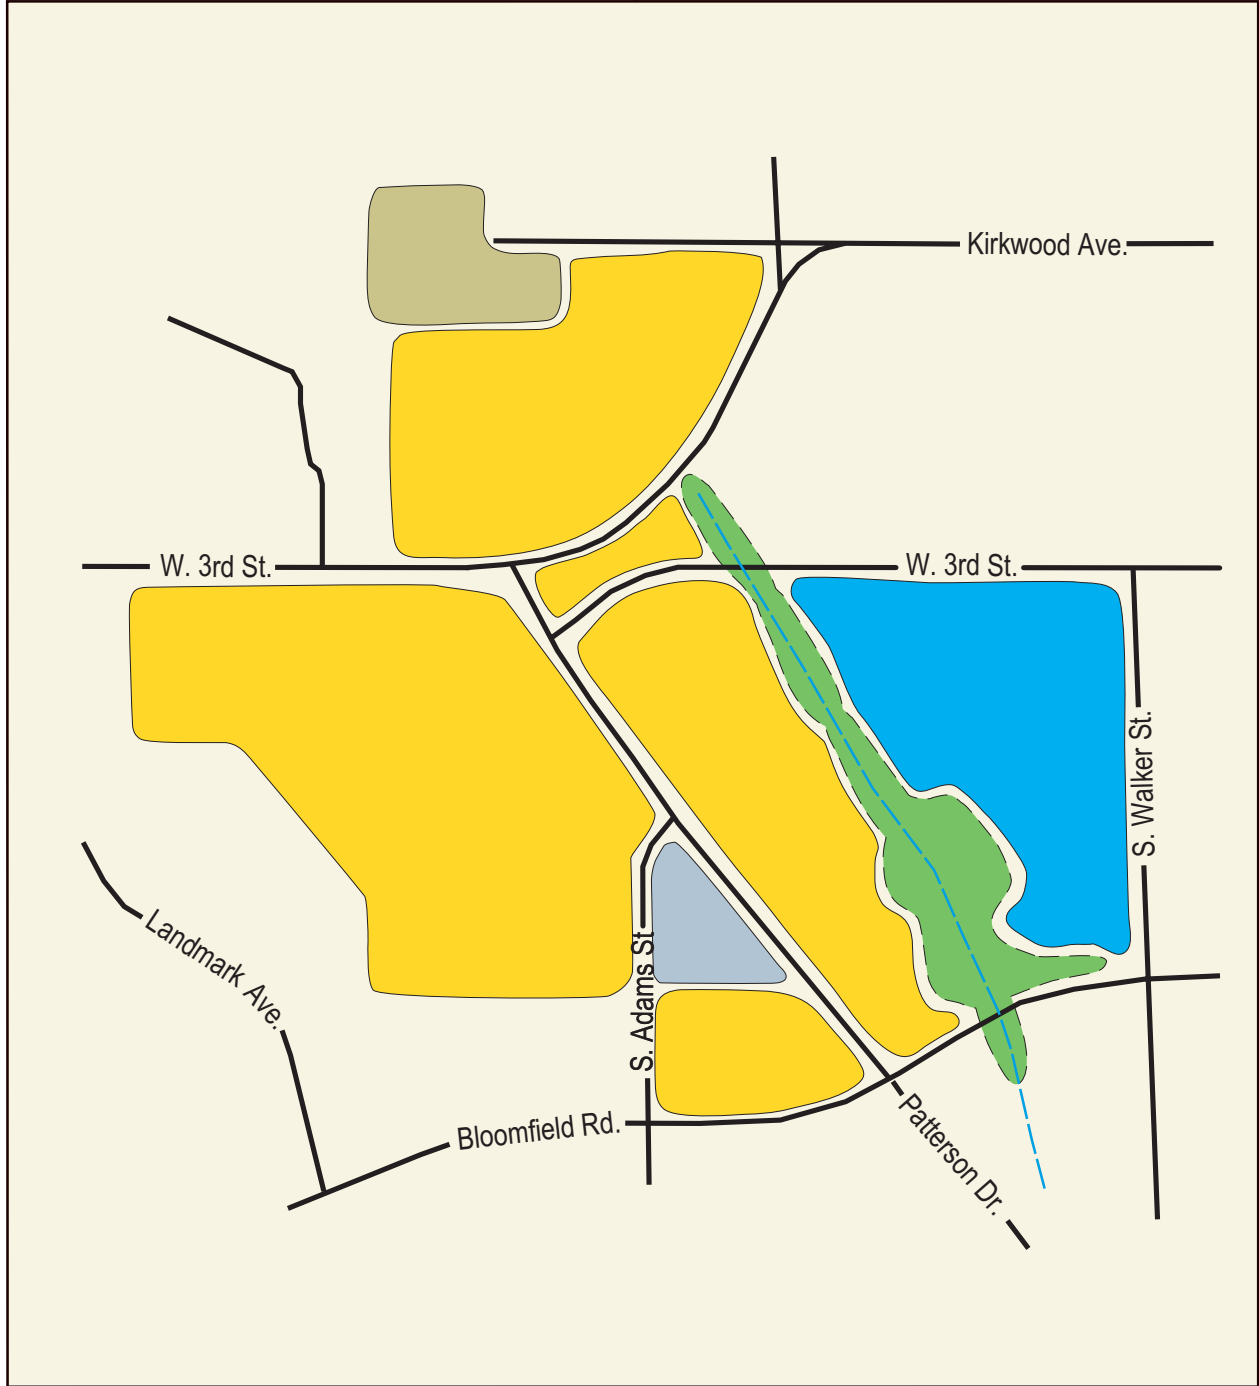 Kirkwood Ave.
W. 3rd St.
W. 3rd St.
S. Walker St.
Landmark Ave.
S. Adams St
Bloomfield Rd.
Patterson Dr.